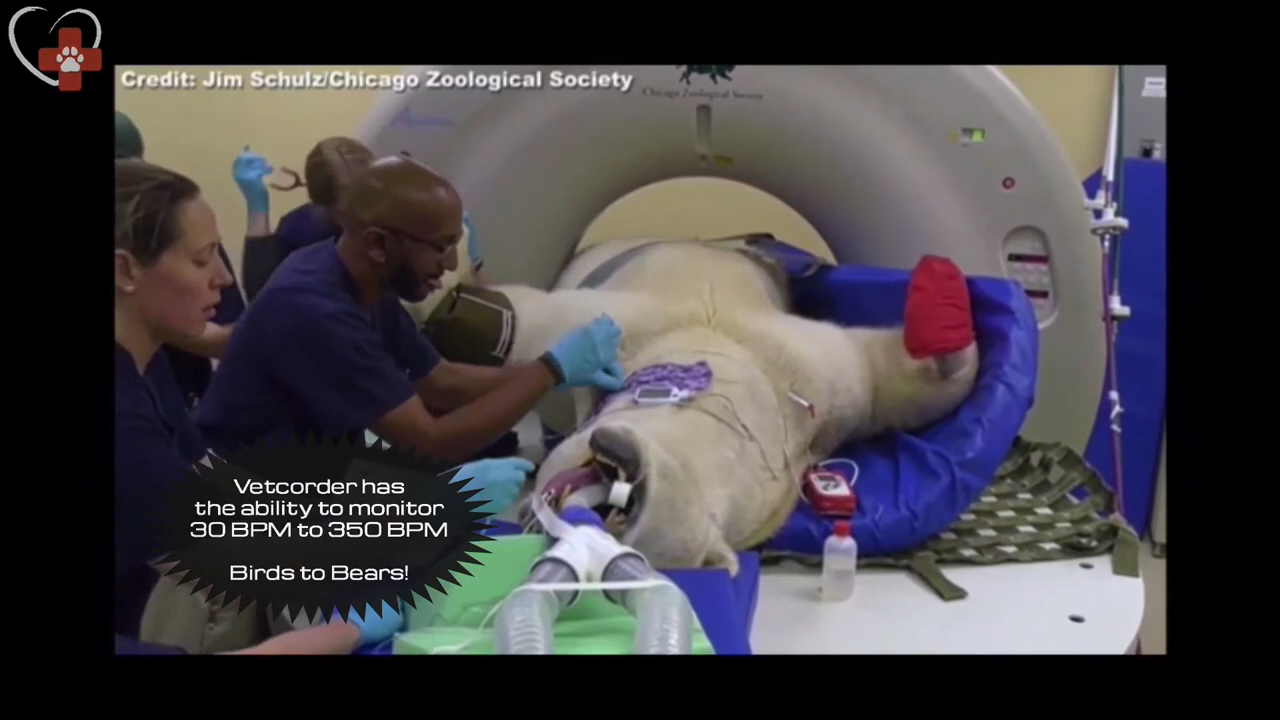 Credit: Jim Schulz/Chicago Zoological Society
Chicago Zoological Society
Vetcorder has
the ability to monitor
30 BPM to 350 BPM
Birds to Bears!